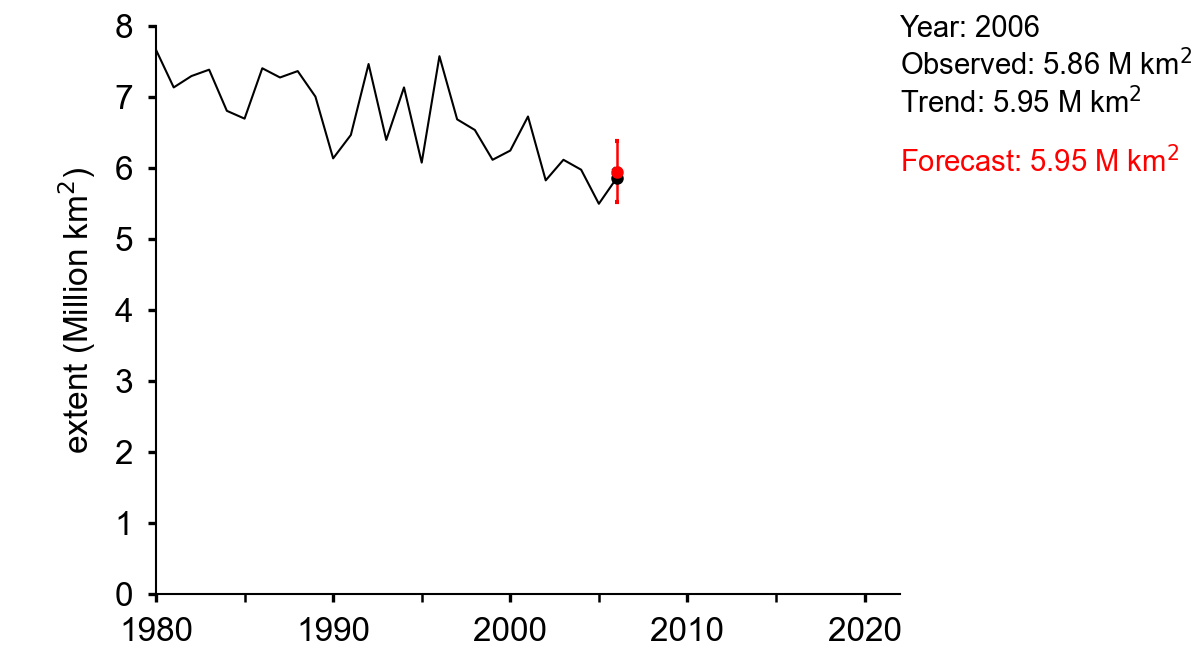 Year: 2006
Observed: 5.86 M km²
Trend: 5.95 M km²
Forecast: 5.95 M km²
extent (Million km²)
8
7
6
5
4
3
2
1
0
1980 1990 2000 2010 2020